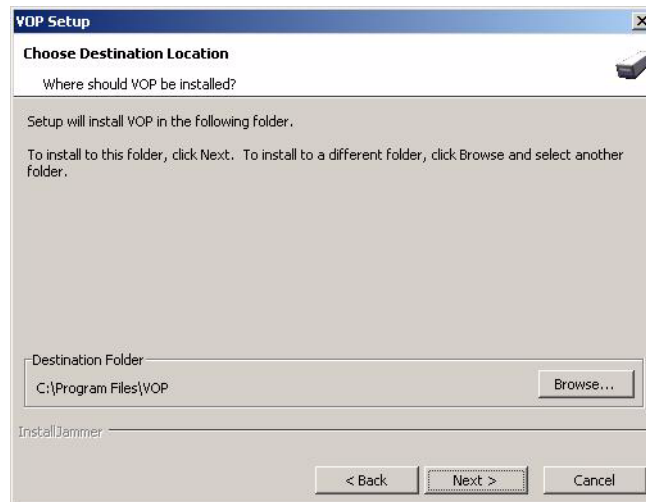 VOP Setup
Choose Destination Location
Where should VOP be installed?
Setup will install VOP in the following folder.
To install to this folder, click Next.  To install to a different folder, click Browse and select another
folder.
Destination Folder
C:\Program Files\VOP
Browse...
InstallJammer
< Back
Next >
Cancel